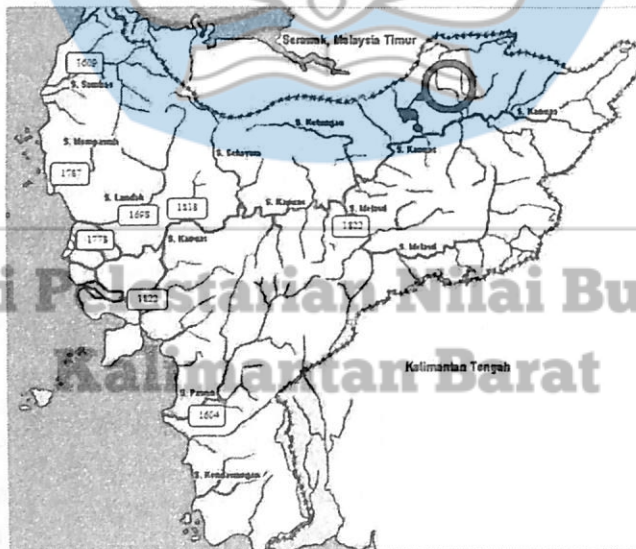 Serawak, Malaysia Timur
1609
S. Sambas
S. Ketungau
S. Kapuas
S. Kapuas
S. Mempawah
S. Sekayam
1787
S. Landak
1698
1818
S. Kapuas
S. Melawi
1822
1778
S. Kapuas
S. Melawi
1822
Pelestarian Nilai Bu
Kalimantan Barat
Kalimantan Tengah
S. Pawan
1604
S. Kendawangan